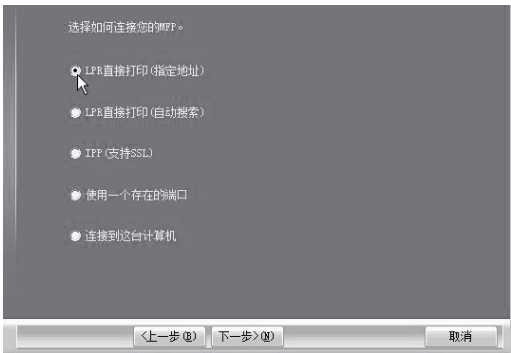 选择如何连接您的MFP。
LPR直接打印(指定地址)
LPR直接打印(自动搜索)
IPP(支持SSL)
使用一个存在的端口
连接到这台计算机
<上一步(B) 下一步>(N) 取消